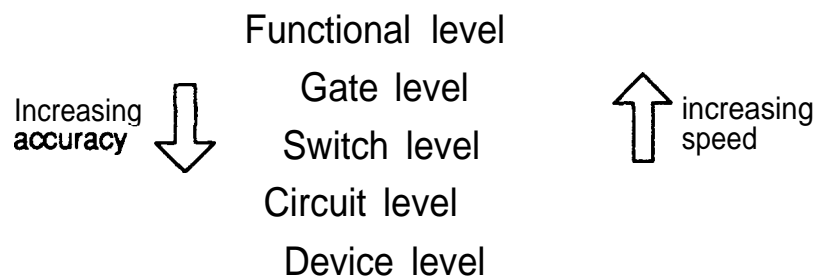 Functional level
Gate level
Increasing
accuracy
Switch level
increasing
speed
Circuit level
Device level